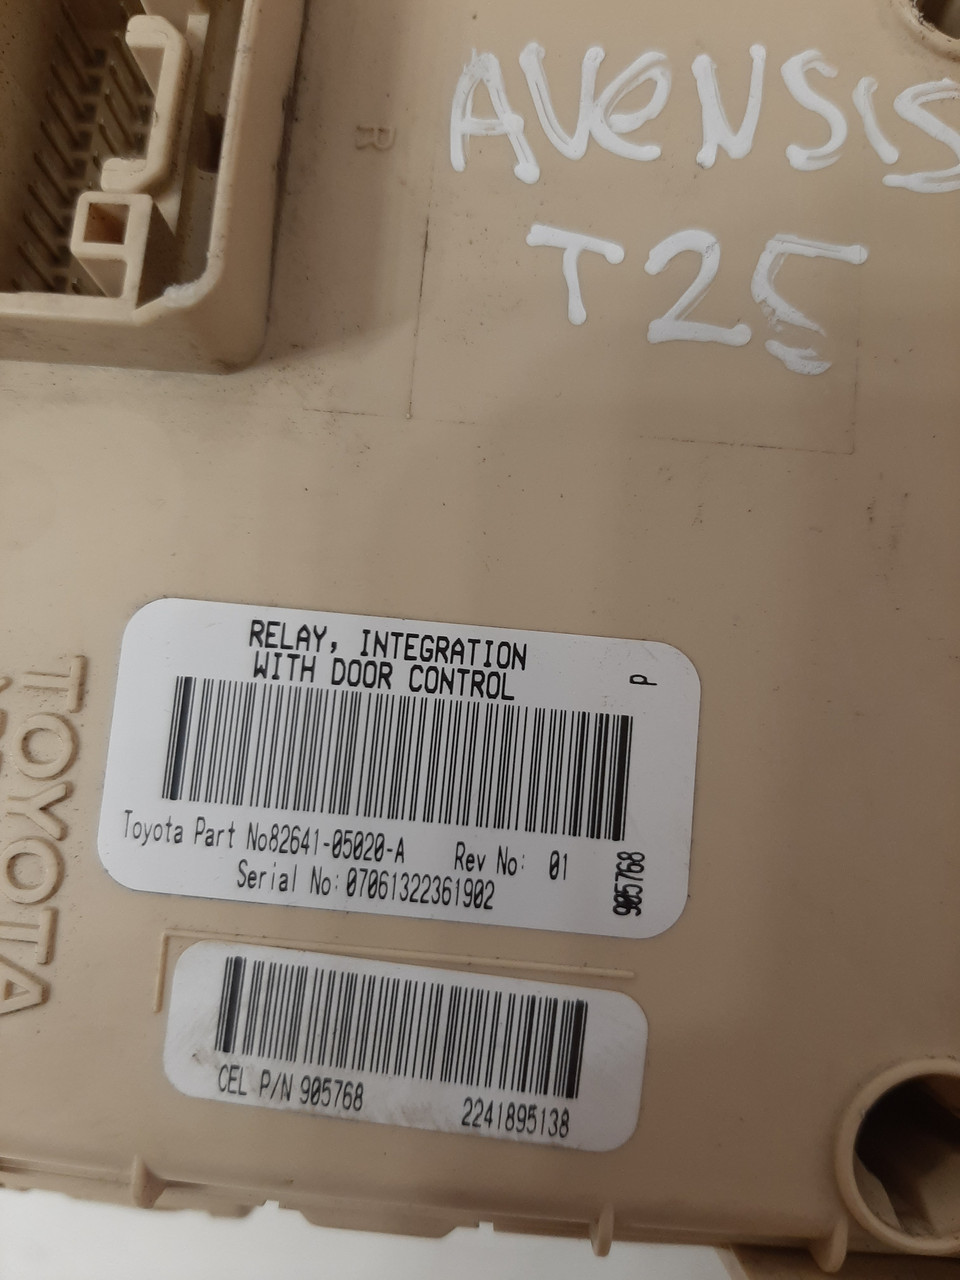 AVENSIS
T25
R
RELAY, INTEGRATION
WITH DOOR CONTROL
P
Toyota Part No82641-05020-A Rev No: 01
Serial No:07061322361902
905768
TOYOTA
CEL P/N 905768 2241895138